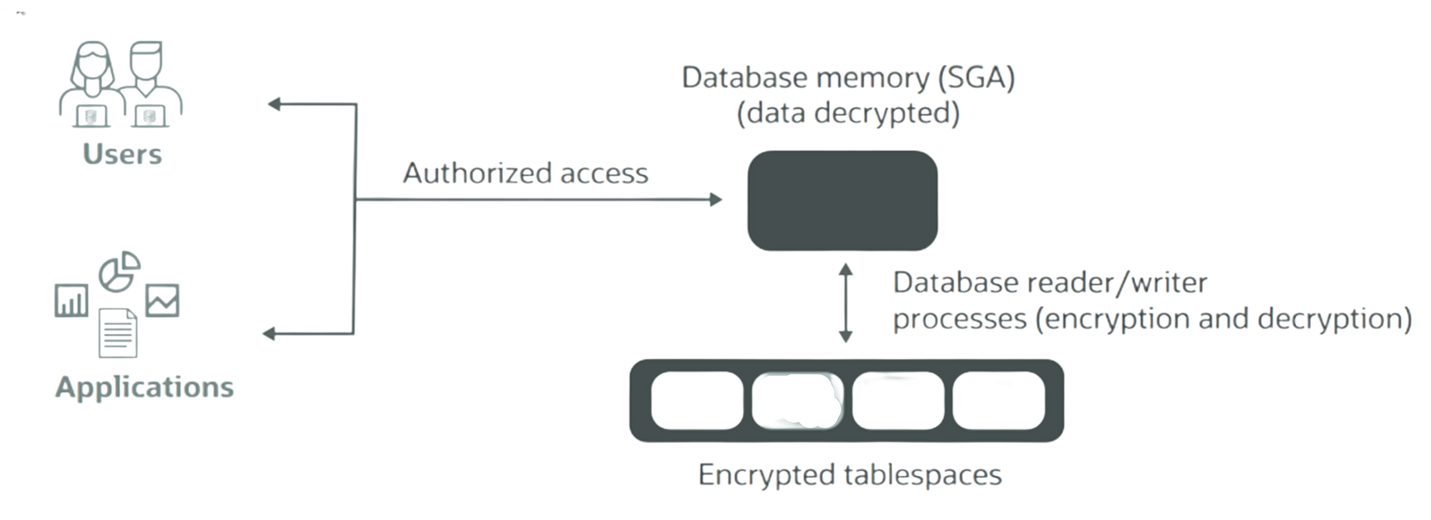 Users
Applications
Authorized access
Database memory (SGA)
(data decrypted)
Database reader/writer
processes (encryption and decryption)
Encrypted tablespaces